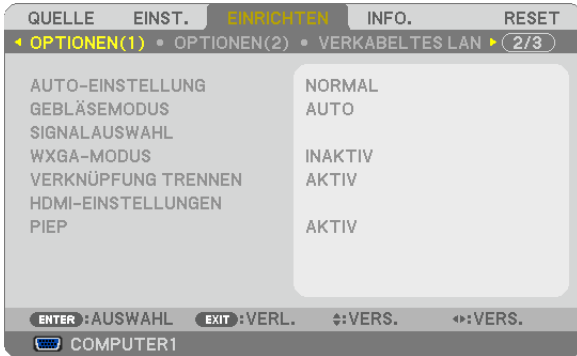 QUELLE EINST. EINRICHTEN INFO. RESET
OPTIONEN(1) • OPTIONEN(2) • VERKABELTES LAN 2/3
AUTO-EINSTELLUNG NORMAL
GEBLÄSEMODUS AUTO
SIGNALAUSWAHL
WXGA-MODUS INAKTIV
VERKNÜPFUNG TRENNEN AKTIV
HDMI-EINSTELLUNGEN
PIEP AKTIV
ENTER :AUSWAHL EXIT :VERL. :VERS. :VERS.
COMPUTER1